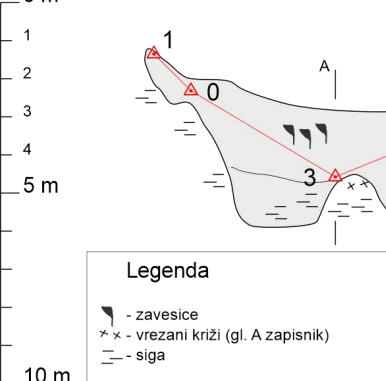 1
1
A
2
0
3
4
3
5 m
Legenda
- zavesice
- vrezani križi (gl. A zapisnik)
- siga
10 m